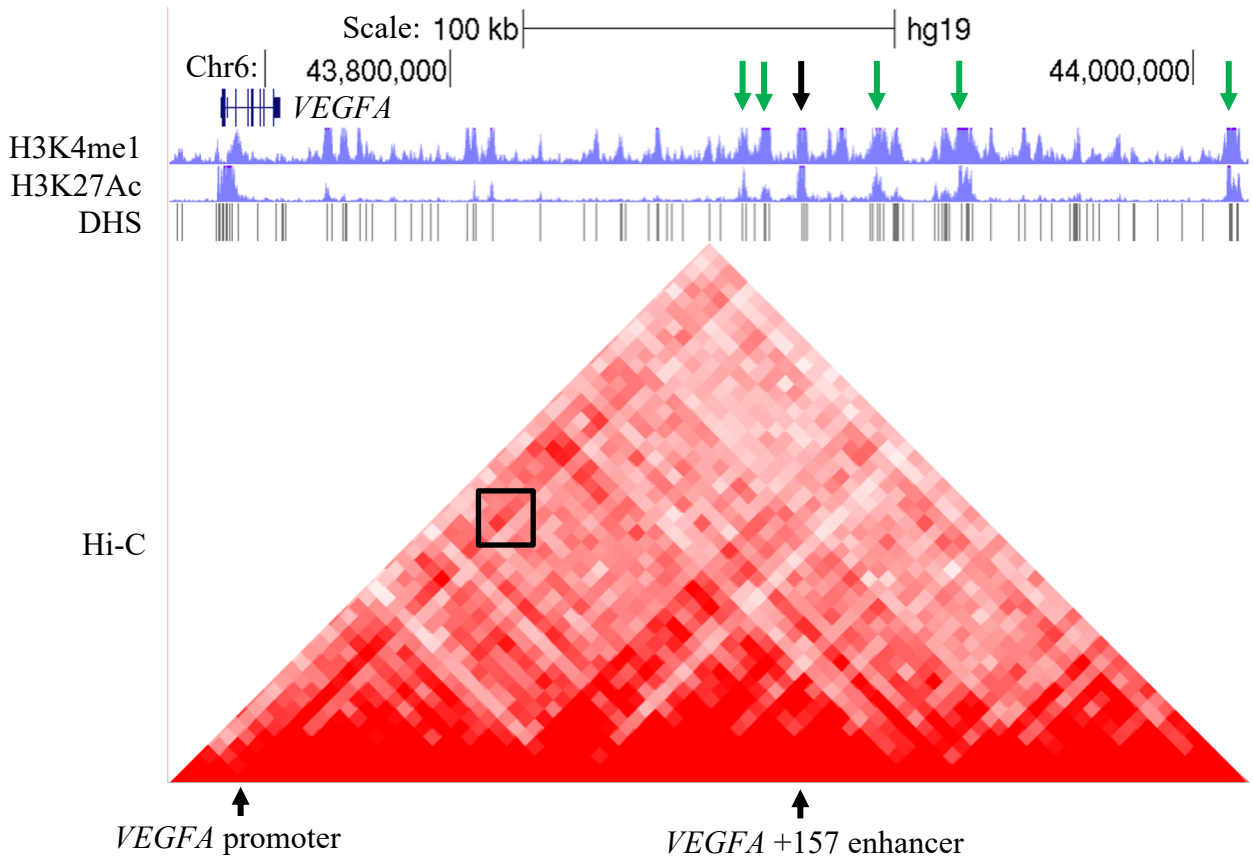 Scale: 100 kb hg19
Chr6: 43,800,000 44,000,000
VEGFA
H3K4me1
H3K27Ac
DHS
Hi-C
VEGFA promoter
VEGFA +157 enhancer